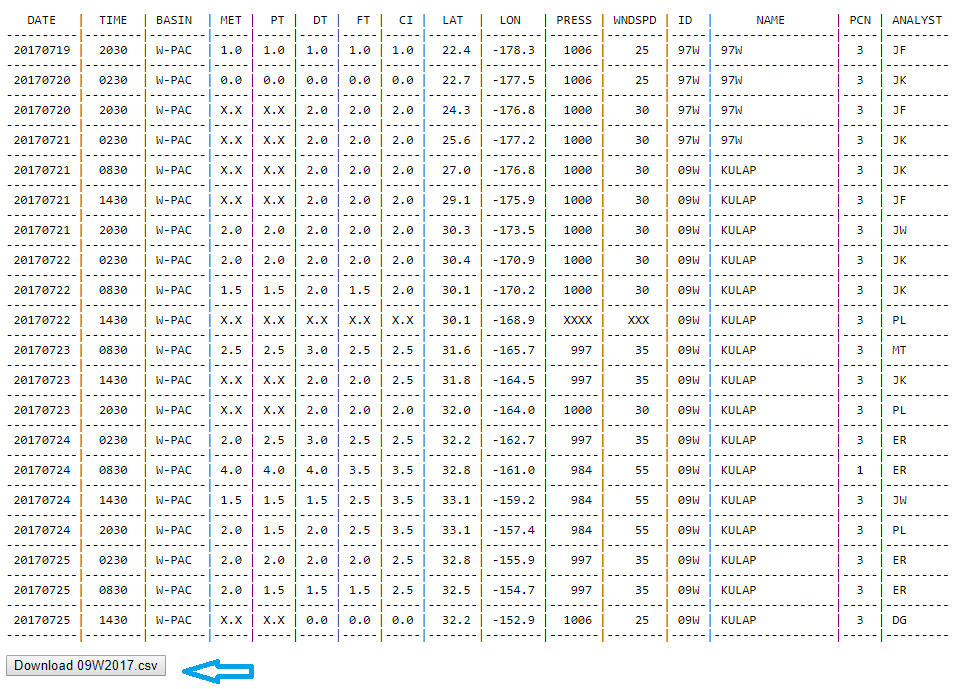 DATE | TIME | BASIN | MET | PT | DT | FT | CI | LAT | LON | PRESS | WNDSPD | ID | NAME | PCN | ANALYST
20170719 | 2030 | W-PAC | 1.0 | 1.0 | 1.0 | 1.0 | 1.0 | 22.4 | -178.3 | 1006 | 25 | 97W | 97W | 3 | JF
20170720 | 0230 | W-PAC | 0.0 | 0.0 | 0.0 | 0.0 | 0.0 | 22.7 | -177.5 | 1006 | 25 | 97W | 97W | 3 | JK
20170720 | 2030 | W-PAC | X.X | X.X | 2.0 | 2.0 | 2.0 | 24.3 | -176.8 | 1000 | 30 | 97W | 97W | 3 | JF
20170721 | 0230 | W-PAC | X.X | X.X | 2.0 | 2.0 | 2.0 | 25.6 | -177.2 | 1000 | 30 | 97W | 97W | 3 | JK
20170721 | 0830 | W-PAC | X.X | X.X | 2.0 | 2.0 | 2.0 | 27.0 | -176.8 | 1000 | 30 | 09W | KULAP | 3 | JK
20170721 | 1430 | W-PAC | X.X | X.X | 2.0 | 2.0 | 2.0 | 29.1 | -175.9 | 1000 | 30 | 09W | KULAP | 3 | JF
20170721 | 2030 | W-PAC | 2.0 | 2.0 | 2.0 | 2.0 | 2.0 | 30.3 | -173.5 | 1000 | 30 | 09W | KULAP | 3 | JW
20170722 | 0230 | W-PAC | 2.0 | 2.0 | 2.0 | 2.0 | 2.0 | 30.4 | -170.9 | 1000 | 30 | 09W | KULAP | 3 | JK
20170722 | 0830 | W-PAC | 1.5 | 1.5 | 2.0 | 1.5 | 2.0 | 30.1 | -170.2 | 1000 | 30 | 09W | KULAP | 3 | JK
20170722 | 1430 | W-PAC | X.X | X.X | X.X | X.X | X.X | 30.1 | -168.9 | XXXX | XXX | 09W | KULAP | 3 | PL
20170723 | 0830 | W-PAC | 2.5 | 2.5 | 3.0 | 2.5 | 2.5 | 31.6 | -165.7 | 997 | 35 | 09W | KULAP | 3 | MT
20170723 | 1430 | W-PAC | X.X | X.X | 2.0 | 2.0 | 2.5 | 31.8 | -164.5 | 997 | 35 | 09W | KULAP | 3 | JK
20170723 | 2030 | W-PAC | X.X | X.X | 2.0 | 2.0 | 2.0 | 32.0 | -164.0 | 1000 | 30 | 09W | KULAP | 3 | PL
20170724 | 0230 | W-PAC | 2.0 | 2.5 | 3.0 | 2.5 | 2.5 | 32.2 | -162.7 | 997 | 35 | 09W | KULAP | 3 | ER
20170724 | 0830 | W-PAC | 4.0 | 4.0 | 4.0 | 3.5 | 3.5 | 32.8 | -161.0 | 984 | 55 | 09W | KULAP | 1 | ER
20170724 | 1430 | W-PAC | 1.5 | 1.5 | 1.5 | 2.5 | 3.5 | 33.1 | -159.2 | 984 | 55 | 09W | KULAP | 3 | JW
20170724 | 2030 | W-PAC | 2.0 | 1.5 | 2.0 | 2.5 | 3.5 | 33.1 | -157.4 | 984 | 55 | 09W | KULAP | 3 | PL
20170725 | 0230 | W-PAC | 2.0 | 2.0 | 2.0 | 2.0 | 2.5 | 32.8 | -155.9 | 997 | 35 | 09W | KULAP | 3 | ER
20170725 | 0830 | W-PAC | 2.0 | 1.5 | 1.5 | 1.5 | 2.5 | 32.5 | -154.7 | 997 | 35 | 09W | KULAP | 3 | ER
20170725 | 1430 | W-PAC | X.X | X.X | 0.0 | 0.0 | 0.0 | 32.2 | -152.9 | 1006 | 25 | 09W | KULAP | 3 | DG
Download 09W2017.csv